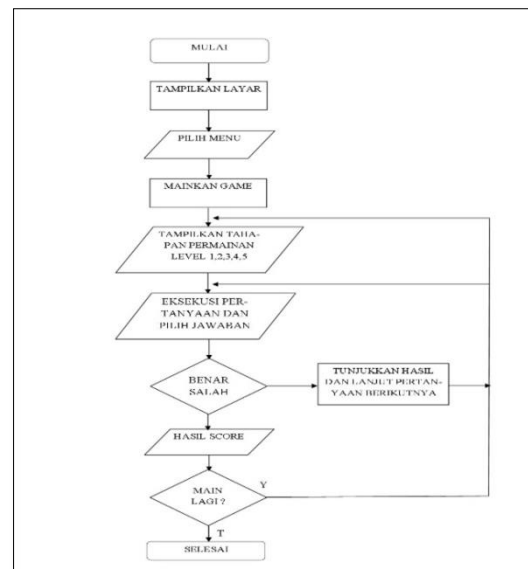 MULAI
TAMPILKAN LAYAR
PILIH MENU
MAINKAN GAME
TAMPILKAN TAHA-
PAN PERMAINAN
LEVEL 1,2,3,4,5
EKSEKUSI PER-
TANYAAN DAN
PILIH JAWABAN
BENAR
SALAH
TUNJUKKAN HASIL
DAN LANJUT PERTAN-
YAAN BERIKUTNYA
HASIL SCORE
MAIN
LAGI ?
Y
T
SELESAI